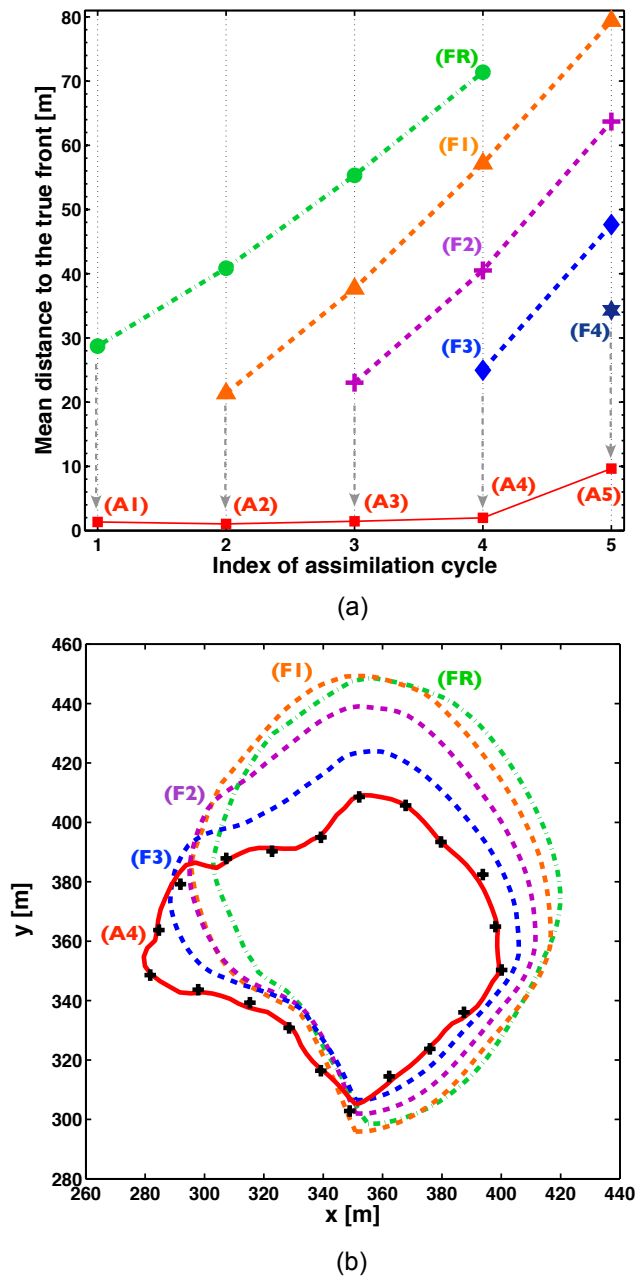 80
70
60
50
40
30
20
10
0
Mean distance to the true front [m]
(FR)
(F1)
(F2)
(F3)
(F4)
(A1)
(A2)
(A3)
(A4)
(A5)
1 2 3 4 5
Index of assimilation cycle
(a)
460
440
420
400
380
360
340
320
300
280
y [m]
(F1)
(FR)
(F2)
(F3)
(A4)
260 280 300 320 340 360 380 400 420 440
x [m]
(b)